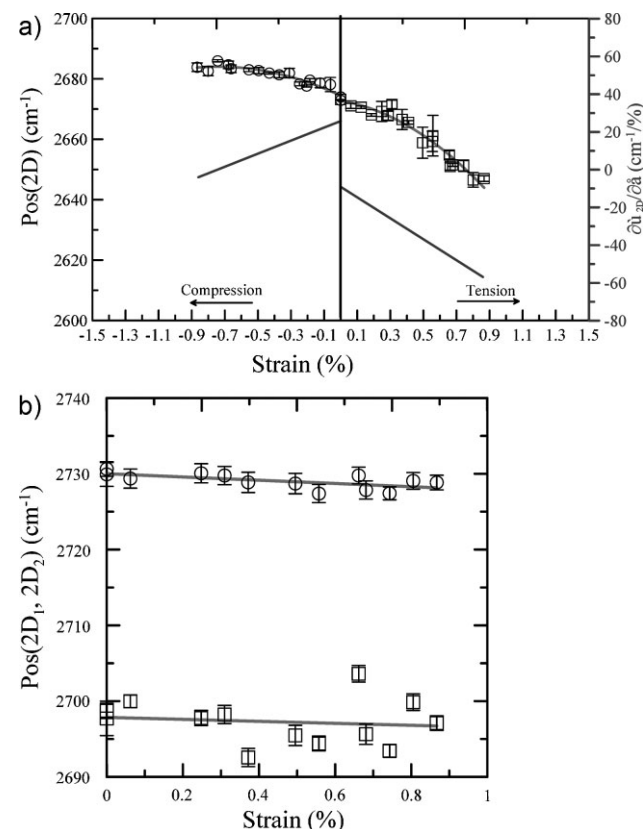 a)
2700
2680
2660
2640
2620
2600
Pos(2D) (cm⁻¹)
80
60
40
20
0
-20
-40
-60
-80
∂ù₂D/∂å (cm⁻¹/%)
Compression
Tension
-1.5 -1.3 -1.1 -0.9 -0.7 -0.5 -0.3 -0.1 0.1 0.3 0.5 0.7 0.9 1.1 1.3 1.5
Strain (%)
b)
2740
2730
2720
2710
2700
2690
Pos(2D₁, 2D₂) (cm⁻¹)
0 0.2 0.4 0.6 0.8 1
Strain (%)